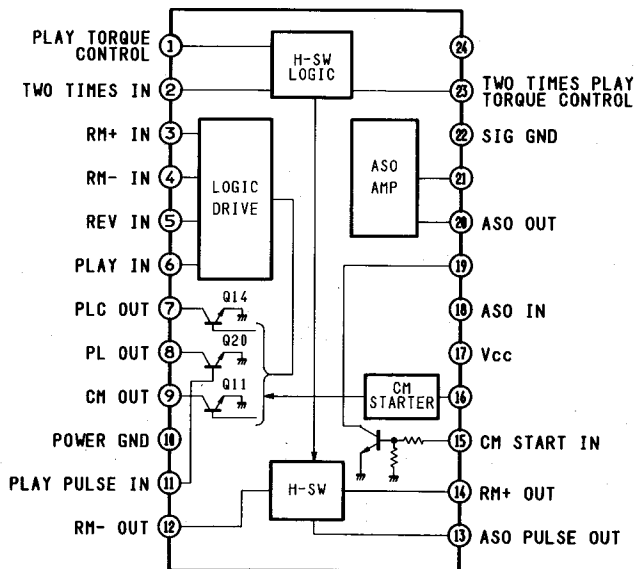 PLAY TORQUE
CONTROL
1
TWO TIMES IN
2
RM+ IN
3
RM- IN
4
REV IN
5
PLAY IN
6
PLC OUT
7
PL OUT
8
CM OUT
9
POWER GND
10
PLAY PULSE IN
11
RM- OUT
12
H-SW
LOGIC
LOGIC
DRIVE
ASO
AMP
Q14
Q20
Q11
CM
STARTER
H-SW
24
23
TWO TIMES PLAY
TORQUE CONTROL
22
SIG GND
21
20
ASO OUT
19
18
ASO IN
17
Vcc
16
15
CM START IN
14
RM+ OUT
13
ASO PULSE OUT